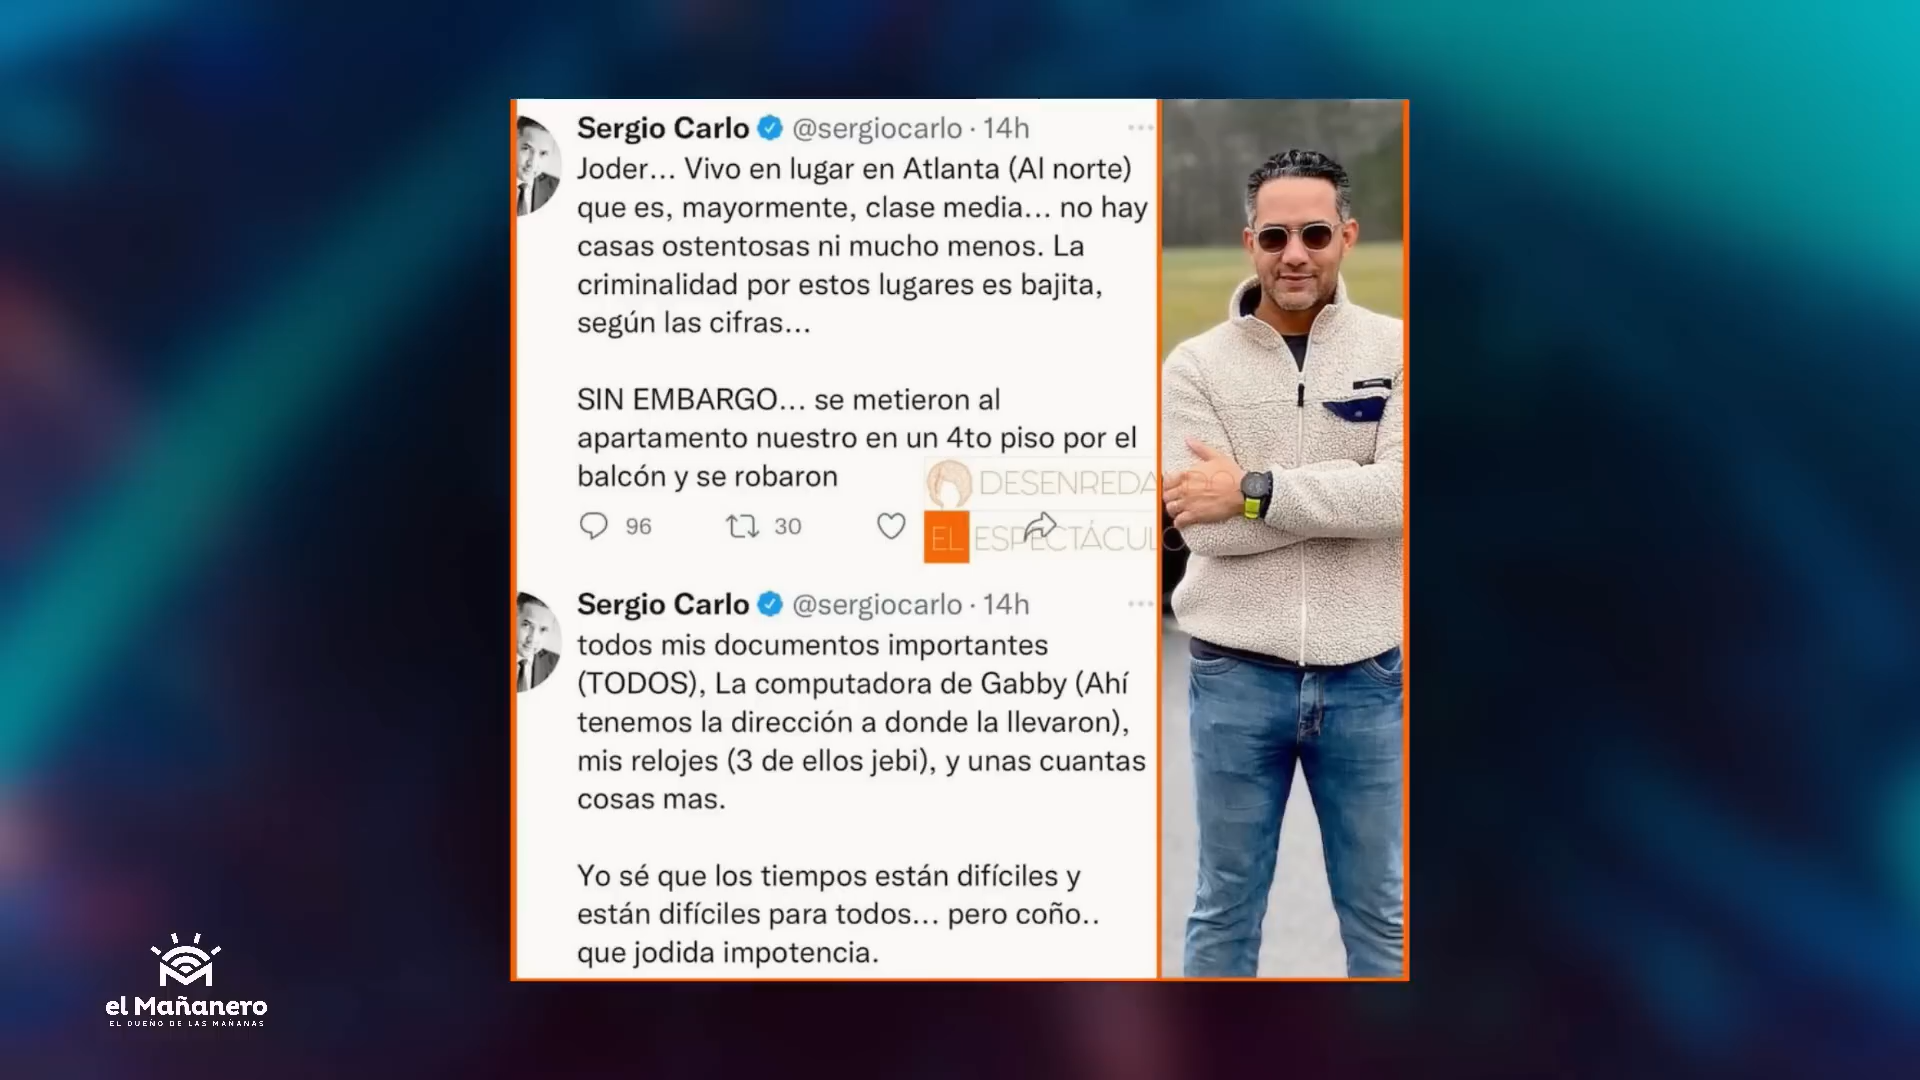 Sergio Carlo @sergiocarlo · 14h
Joder... Vivo en lugar en Atlanta (Al norte)
que es, mayormente, clase media... no hay
casas ostentosas ni mucho menos. La
criminalidad por estos lugares es bajita,
según las cifras...
SIN EMBARGO... se metieron al
apartamento nuestro en un 4to piso por el
balcón y se robaron
96 30
DESENREDANDO
EL ESPECTÁCULO
Sergio Carlo @sergiocarlo · 14h
todos mis documentos importantes
(TODOS), La computadora de Gabby (Ahí
tenemos la dirección a donde la llevaron),
mis relojes (3 de ellos jebi), y unas cuantas
cosas mas.
Yo sé que los tiempos están difíciles y
están difíciles para todos... pero coño..
que jodida impotencia.
el Mañanero
EL DUEÑO DE LAS MAÑANAS